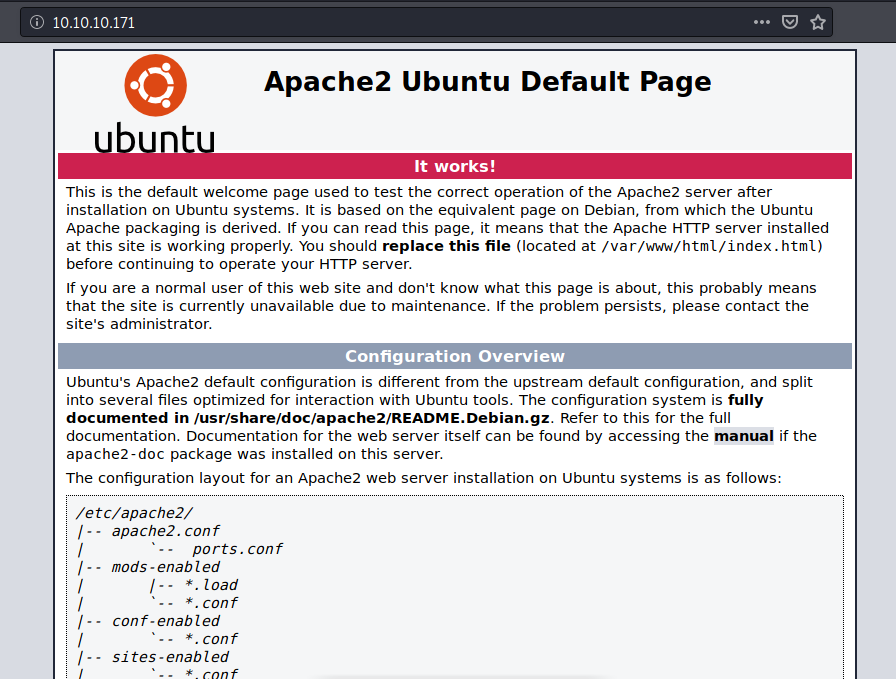 10.10.10.171
ubuntu
Apache2 Ubuntu Default Page
It works!
This is the default welcome page used to test the correct operation of the Apache2 server after
installation on Ubuntu systems. It is based on the equivalent page on Debian, from which the Ubuntu
Apache packaging is derived. If you can read this page, it means that the Apache HTTP server installed
at this site is working properly. You should replace this file (located at /var/www/html/index.html)
before continuing to operate your HTTP server.
If you are a normal user of this web site and don't know what this page is about, this probably means
that the site is currently unavailable due to maintenance. If the problem persists, please contact the
site's administrator.
Configuration Overview
Ubuntu's Apache2 default configuration is different from the upstream default configuration, and split
into several files optimized for interaction with Ubuntu tools. The configuration system is fully
documented in /usr/share/doc/apache2/README.Debian.gz. Refer to this for the full
documentation. Documentation for the web server itself can be found by accessing the manual if the
apache2-doc package was installed on this server.
The configuration layout for an Apache2 web server installation on Ubuntu systems is as follows:
/etc/apache2/
|-- apache2.conf
|       `--  ports.conf
|-- mods-enabled
|       |-- *.load
|       `-- *.conf
|-- conf-enabled
|       `-- *.conf
|-- sites-enabled
|       `-- *.conf